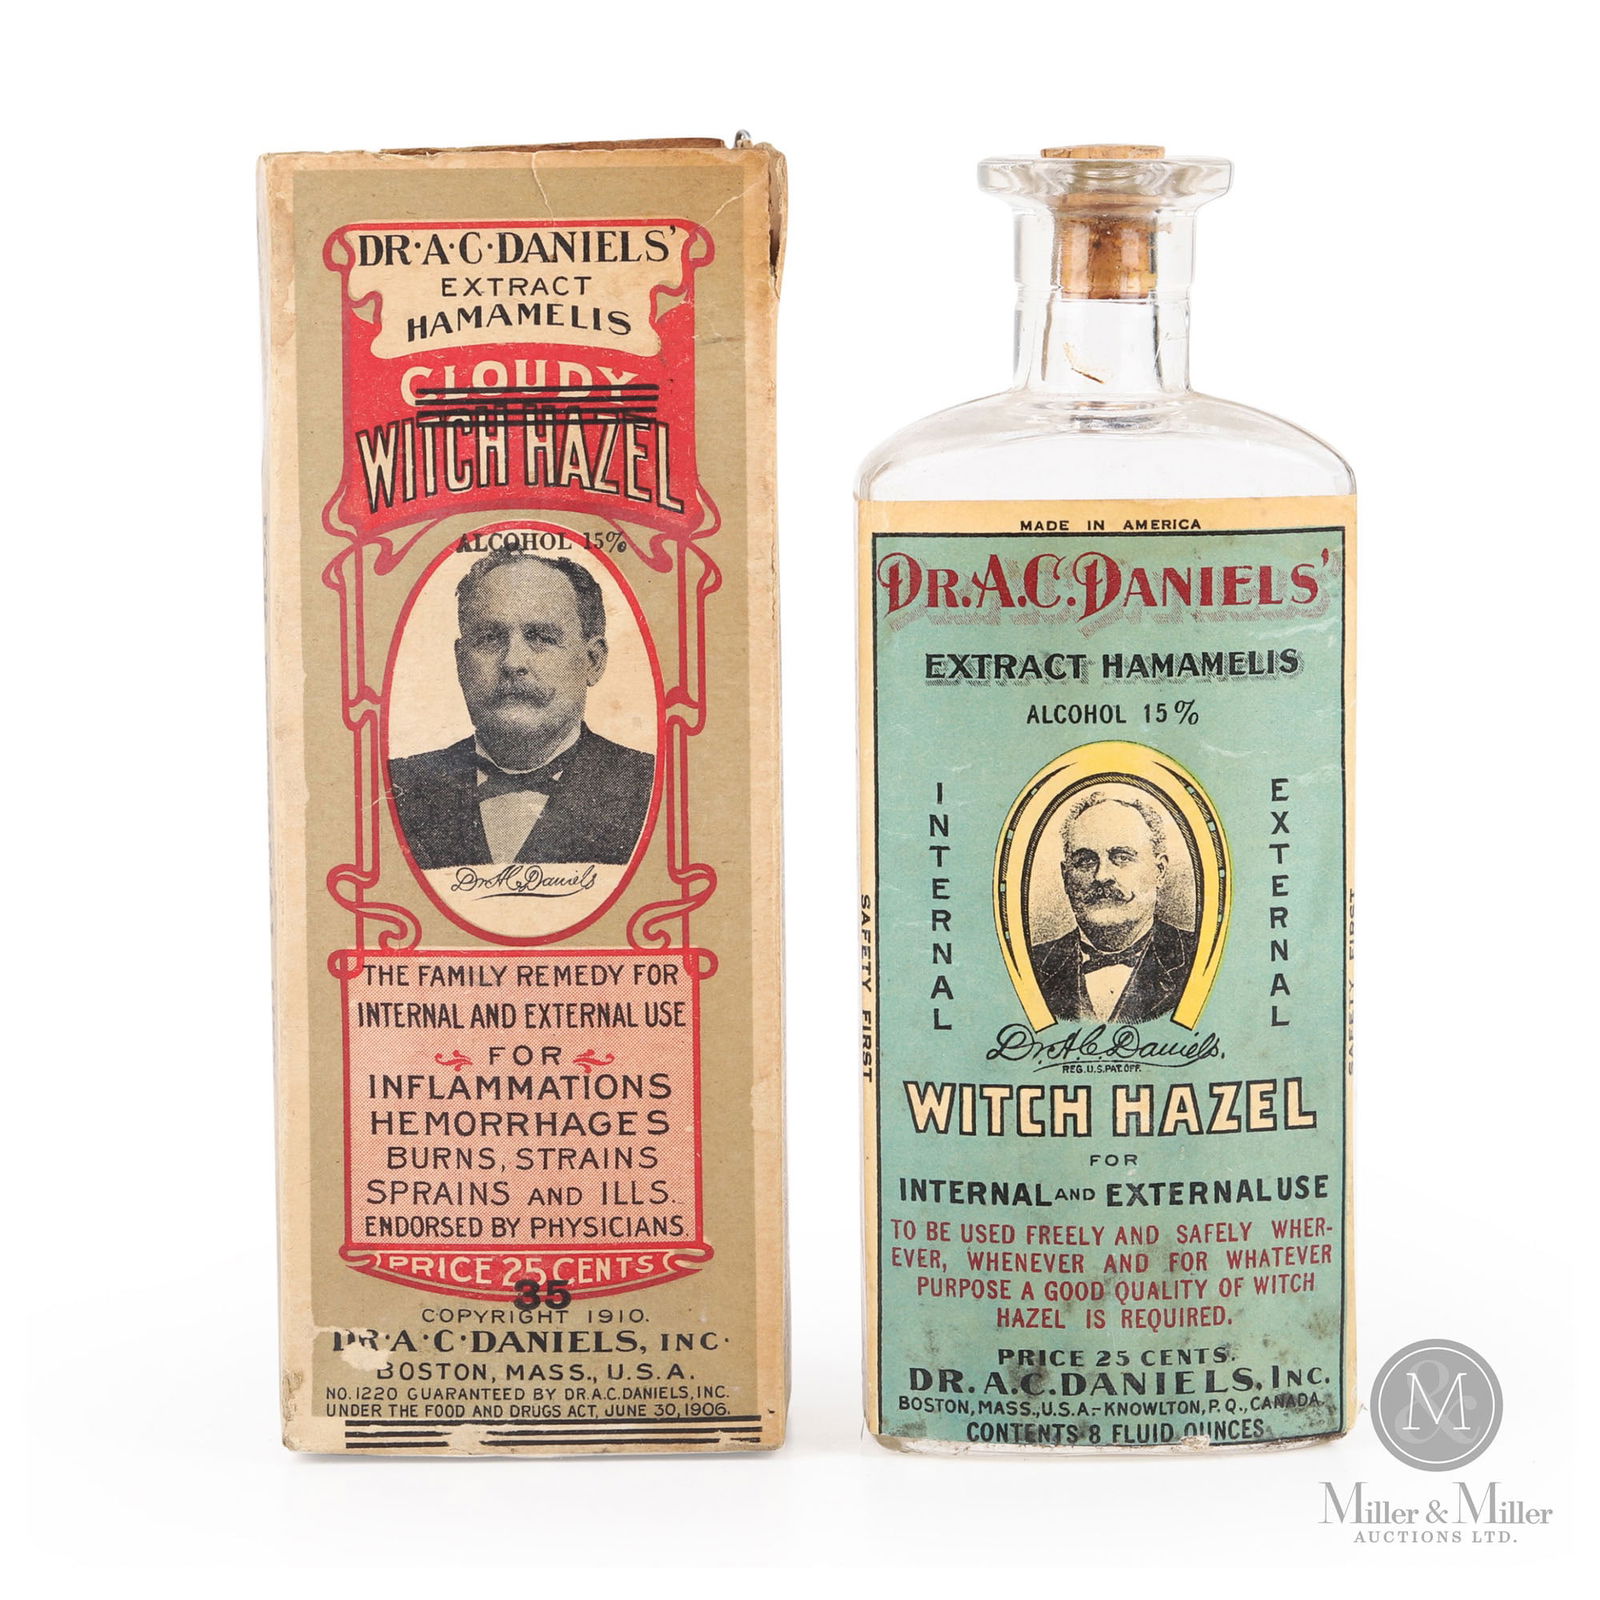 DR·A·C·DANIELS'
EXTRACT
HAMAMELIS
CLOUDY
WITCH HAZEL
ALCOHOL 15%
Dr A C Daniels
THE FAMILY REMEDY FOR
INTERNAL AND EXTERNAL USE
FOR
INFLAMMATIONS
HEMORRHAGES
BURNS, STRAINS
SPRAINS AND ILLS.
ENDORSED BY PHYSICIANS.
PRICE 25 CENTS
35
COPYRIGHT 1910.
DR·A·C·DANIELS, INC.
BOSTON, MASS., U.S.A.
NO. 1220 GUARANTEED BY DR.A.C.DANIELS, INC.
UNDER THE FOOD AND DRUGS ACT, JUNE 30, 1906.
MADE IN AMERICA
DR.A.C.DANIELS'
EXTRACT HAMAMELIS
ALCOHOL 15%
INTERNAL
EXTERNAL
SAFETY FIRST
SAFETY FIRST
Dr. A.C. Daniels.
REG.U.S.PAT.OFF.
WITCH HAZEL
FOR
INTERNAL AND EXTERNAL USE
TO BE USED FREELY AND SAFELY WHER-
EVER, WHENEVER AND FOR WHATEVER
PURPOSE A GOOD QUALITY OF WITCH
HAZEL IS REQUIRED.
PRICE 25 CENTS.
DR. A.C. DANIELS, INC.
BOSTON, MASS., U.S.A.-KNOWLTON, P.Q., CANADA.
CONTENTS 8 FLUID OUNCES
M
&
Miller & Miller
AUCTIONS LTD.